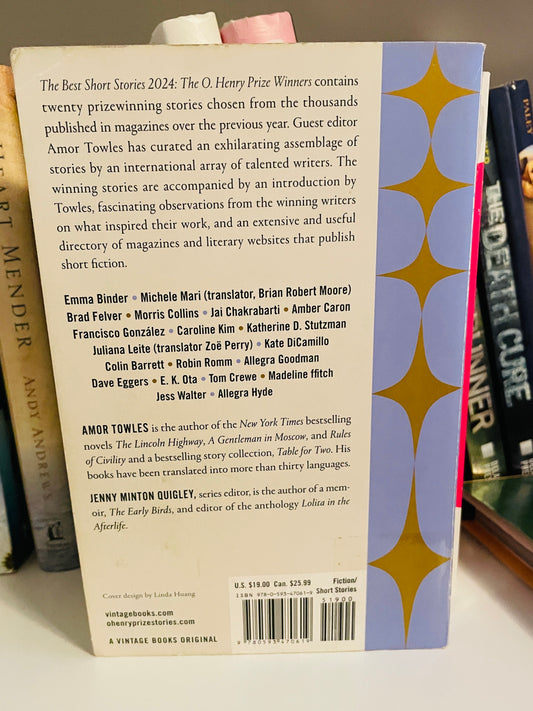 The Best Short Stories 2024: The O. Henry Prize Winners contains
twenty prizewinning stories chosen from the thousands
published in magazines over the previous year. Guest editor
Amor Towles has curated an exhilarating assemblage of
stories by an international array of talented writers. The
winning stories are accompanied by an introduction by
Towles, fascinating observations from the winning writers
on what inspired their work, and an extensive and useful
directory of magazines and literary websites that publish
short fiction.
Emma Binder • Michele Mari (translator, Brian Robert Moore)
Brad Felver • Morris Collins • Jai Chakrabarti • Amber Caron
Francisco González • Caroline Kim • Katherine D. Stutzman
Juliana Leite (translator Zoë Perry) • Kate DiCamillo
Colin Barrett • Robin Romm • Allegra Goodman
Dave Eggers • E. K. Ota • Tom Crewe • Madeline ffitch
Jess Walter • Allegra Hyde
AMOR TOWLES is the author of the New York Times bestselling
novels The Lincoln Highway, A Gentleman in Moscow, and Rules
of Civility and a bestselling story collection, Table for Two. His
books have been translated into more than thirty languages.
JENNY MINTON QUIGLEY, series editor, is the author of a mem-
oir, The Early Birds, and editor of the anthology Lolita in the
Afterlife.
Cover design by Linda Huang
vintagebooks.com
ohenryprizestories.com
A VINTAGE BOOKS ORIGINAL
U.S. $19.00 Can. $25.99
Fiction/
Short Stories
ISBN 978-0-593-47061-9
51900
9 780593 470619
HEART MENDER
ANDY ANDREWS
THE DEATH CURE